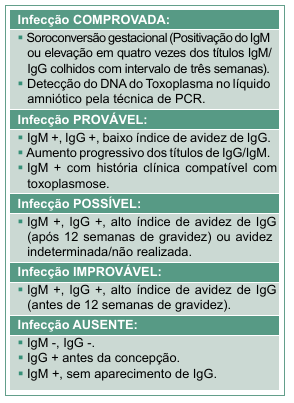 Infecção COMPROVADA:
▪ Soroconversão gestacional (Positivação do IgM
ou elevação em quatro vezes dos títulos IgM/
IgG colhidos com intervalo de três semanas).
▪ Detecção do DNA do Toxoplasma no líquido
amniótico pela técnica de PCR.
Infecção PROVÁVEL:
▪ IgM +, IgG +, baixo índice de avidez de IgG.
▪ Aumento progressivo dos títulos de IgG/IgM.
▪ IgM + com história clínica compatível com
toxoplasmose.
Infecção POSSÍVEL:
▪ IgM +, IgG +, alto índice de avidez de IgG
(após 12 semanas de gravidez) ou avidez
indeterminada/não realizada.
Infecção IMPROVÁVEL:
▪ IgM +, IgG +, alto índice de avidez de IgG
(antes de 12 semanas de gravidez).
Infecção AUSENTE:
▪ IgM -, IgG -.
▪ IgG + antes da concepção.
▪ IgM +, sem aparecimento de IgG.